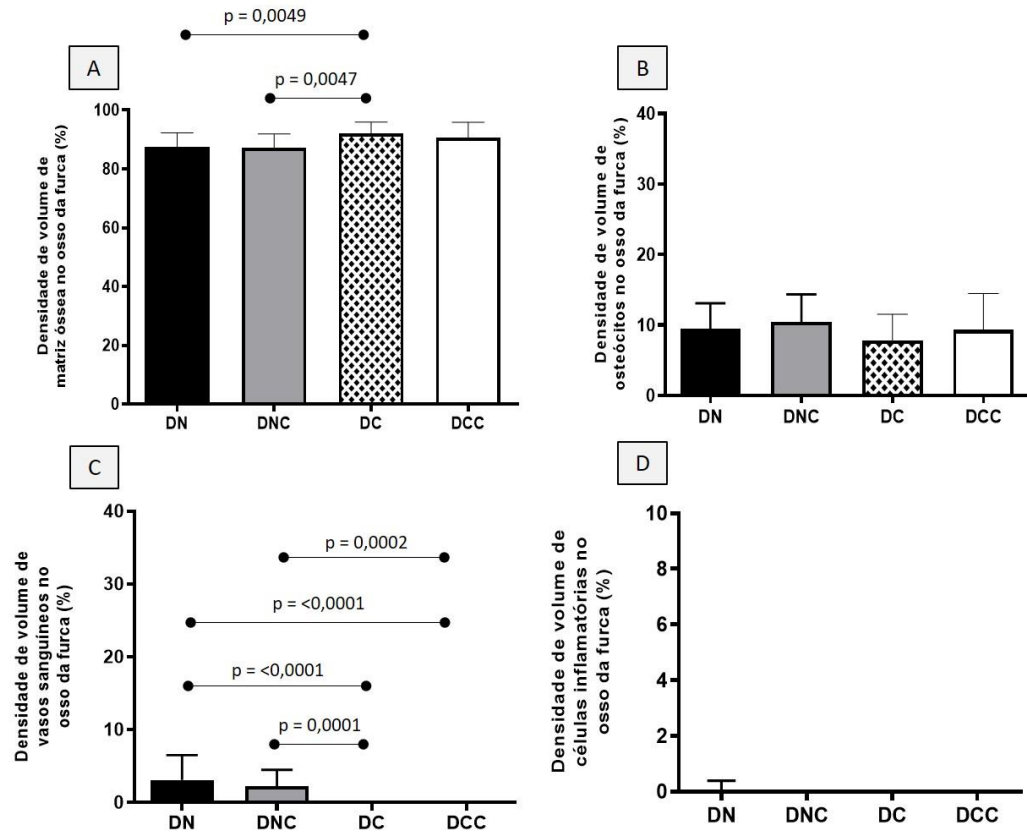 p = 0,0049
A
p = 0,0047
Densidade de volume de
matriz óssea no osso da furca (%)
100
80
60
40
20
0
DN DNC DC DCC
B
Densidade de volume de
osteócitos no osso da furca (%)
40
30
20
10
0
DN DNC DC DCC
C
Densidade de volume de
vasos sanguíneos no
osso da furca (%)
40
30
20
10
0
p = 0,0002
p = <0,0001
p = <0,0001
p = 0,0001
DN DNC DC DCC
D
Densidade de volume de
células inflamatórias no
osso da furca (%)
10
8
6
4
2
0
DN DNC DC DCC